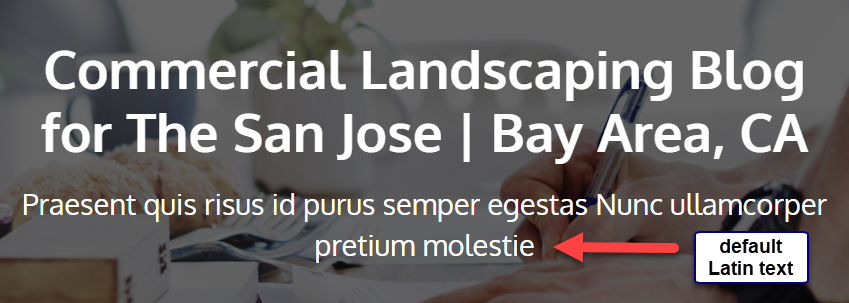 Commercial Landscaping Blog
for The San Jose | Bay Area, CA
Praesent quis risus id purus semper egestas Nunc ullamcorper
pretium molestie
default
Latin text